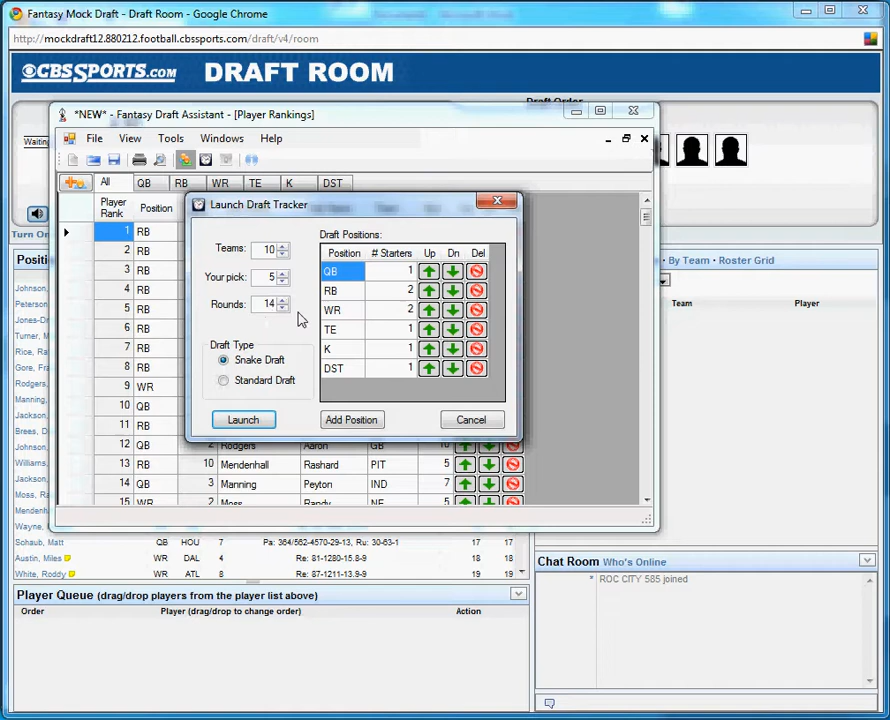 Fantasy Mock Draft - Draft Room - Google Chrome
http://mockdraft12.880212.football.cbssports.com/draft/v4/room
CBSSPORTS.COM DRAFT ROOM
Draft Order
Waiting
*NEW* - Fantasy Draft Assistant - [Player Rankings]
File View Tools Windows Help
All QB RB WR TE K DST
Player Rank Position
1 RB
2 RB
3 RB
4 RB
5 RB
6 RB
7 RB
8 RB
9 WR
10 QB
11 RB
12 QB Rodgers Aaron GB 10
13 RB 10 Mendenhall Rashard PIT 5
14 QB 3 Manning Peyton IND 7
15 WR 2 Moss Randy NE
Launch Draft Tracker
Teams: 10
Your pick: 5
Rounds: 14
Draft Type
Snake Draft
Standard Draft
Launch
Draft Positions:
Position # Starters Up Dn Del
QB 1
RB 2
WR 2
TE 1
K 1
DST 1
Add Position
Cancel
Turn On
By Team - Roster Grid
Team Player
Johnson,
Peterson,
Jones-D
Turner, M
Rice, Ra
Gore, Fra
Rodgers,
Manning,
Jackson,
Brees, D
Johnson,
Williams,
Jackson,
Moss, Ra
Mendenh
Wayne,
Schaub, Matt QB HOU 7 Pa: 364/562-4570-29-13, Ru: 30-63-1 17 17
Austin, Miles WR DAL 4 Re: 81-1280-15.8-9 18 18
White, Roddy WR ATL 8 Re: 87-1211-13.9-9 19 19
Player Queue (drag/drop players from the player list above)
Order Player (drag/drop to change order) Action
Chat Room Who's Online
* ROC CITY 585 joined